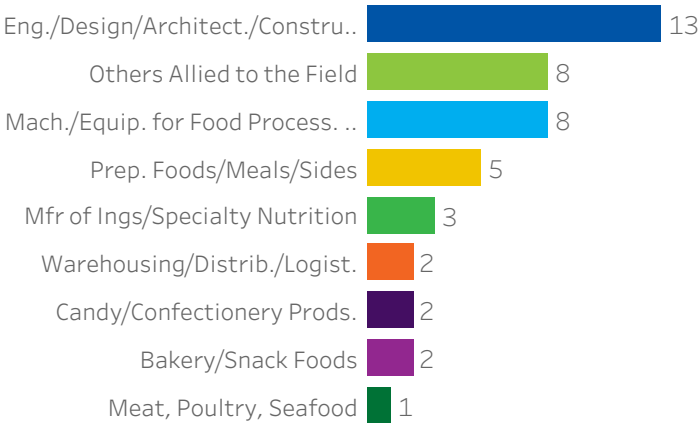 Eng./Design/Architect./Constru.. 13
Others Allied to the Field 8
Mach./Equip. for Food Process. .. 8
Prep. Foods/Meals/Sides 5
Mfr of Ings/Specialty Nutrition 3
Warehousing/Distrib./Logist. 2
Candy/Confectionery Prods. 2
Bakery/Snack Foods 2
Meat, Poultry, Seafood 1